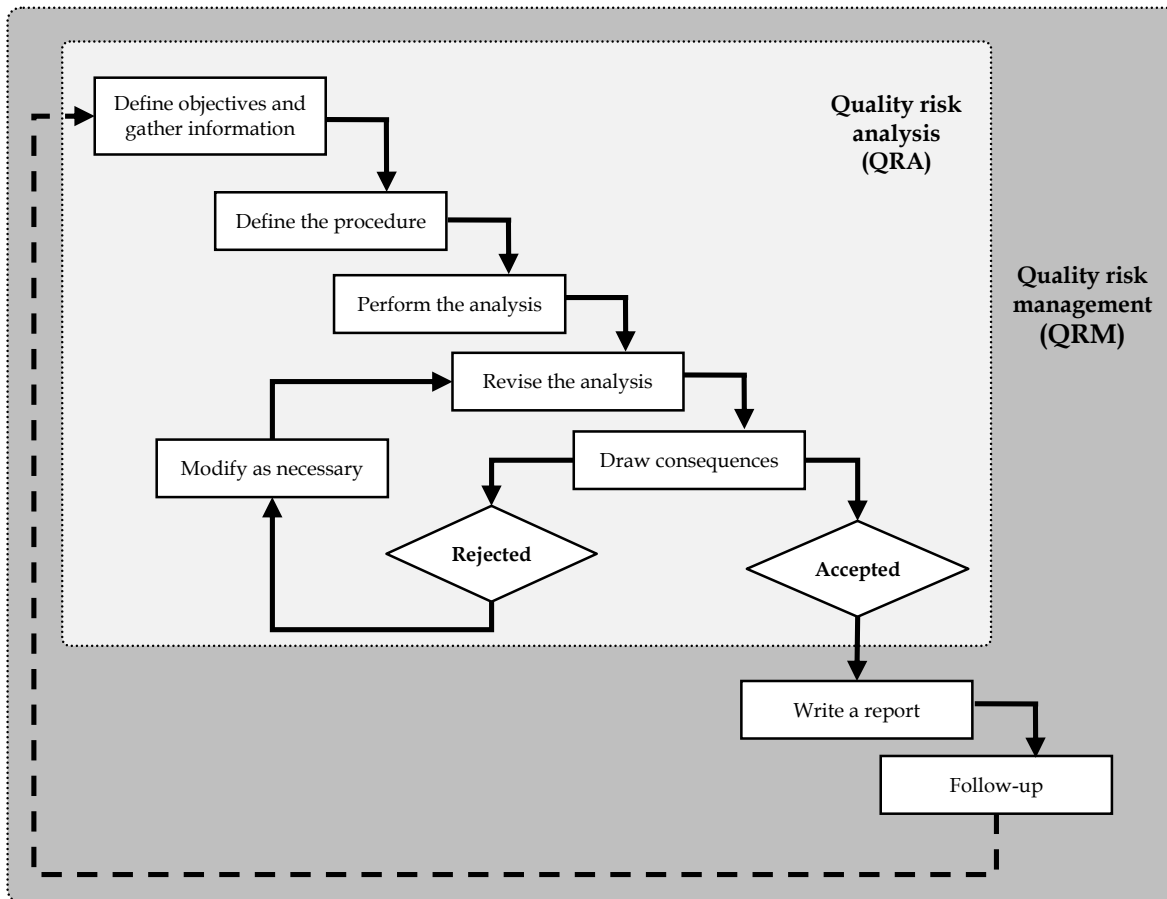 Define objectives and
gather information
Quality risk
analysis
(QRA)
Define the procedure
Quality risk
management
(QRM)
Perform the analysis
Revise the analysis
Modify as necessary
Draw consequences
Rejected
Accepted
Write a report
Follow-up